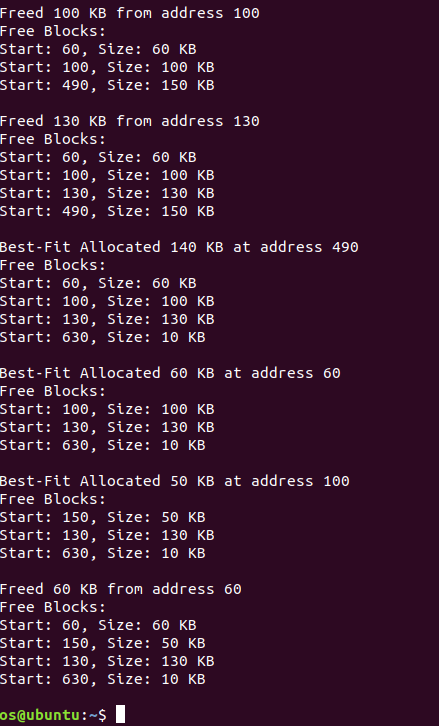 Freed 100 KB from address 100
Free Blocks:
Start: 60, Size: 60 KB
Start: 100, Size: 100 KB
Start: 490, Size: 150 KB

Freed 130 KB from address 130
Free Blocks:
Start: 60, Size: 60 KB
Start: 100, Size: 100 KB
Start: 130, Size: 130 KB
Start: 490, Size: 150 KB

Best-Fit Allocated 140 KB at address 490
Free Blocks:
Start: 60, Size: 60 KB
Start: 100, Size: 100 KB
Start: 130, Size: 130 KB
Start: 630, Size: 10 KB

Best-Fit Allocated 60 KB at address 60
Free Blocks:
Start: 100, Size: 100 KB
Start: 130, Size: 130 KB
Start: 630, Size: 10 KB

Best-Fit Allocated 50 KB at address 100
Free Blocks:
Start: 150, Size: 50 KB
Start: 130, Size: 130 KB
Start: 630, Size: 10 KB

Freed 60 KB from address 60
Free Blocks:
Start: 60, Size: 60 KB
Start: 150, Size: 50 KB
Start: 130, Size: 130 KB
Start: 630, Size: 10 KB

os@ubuntu:~$